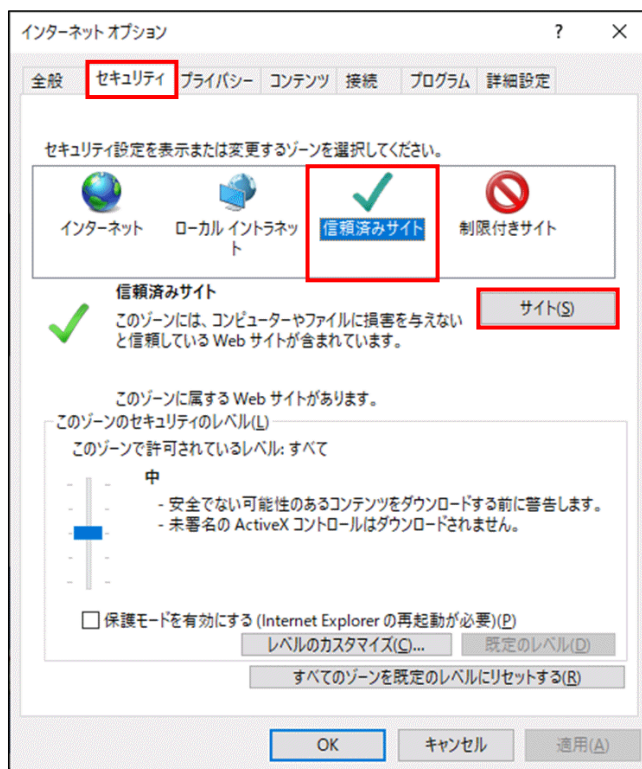 インターネット オプション
?
全般 セキュリティ プライバシー コンテンツ 接続 プログラム 詳細設定
セキュリティ設定を表示または変更するゾーンを選択してください。
インターネット
ローカル イントラネッ
ト
信頼済みサイト
制限付きサイト
信頼済みサイト
サイト(S)
このゾーンには、コンピューターやファイルに損害を与えない
と信頼している Web サイトが含まれています。
このゾーンに属する Web サイトがあります。
このゾーンのセキュリティのレベル(L)
このゾーンで許可されているレベル: すべて
中
- 安全でない可能性のあるコンテンツをダウンロードする前に警告します。
- 未署名の ActiveX コントロールはダウンロードされません。
保護モードを有効にする (Internet Explorer の再起動が必要)(P)
レベルのカスタマイズ(C)... 既定のレベル(D)
すべてのゾーンを既定のレベルにリセットする(R)
OK キャンセル 適用(A)